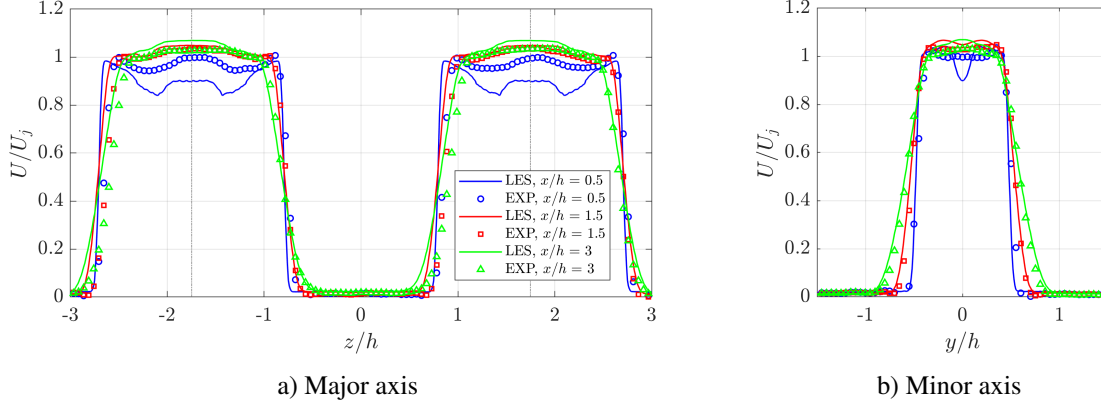 1.2
1
0.8
0.6
0.4
0.2
0
U/U_j
-3
-2
-1
0
1
2
3
z/h
LES, x/h = 0.5
EXP, x/h = 0.5
LES, x/h = 1.5
EXP, x/h = 1.5
LES, x/h = 3
EXP, x/h = 3
a) Major axis
1.2
1
0.8
0.6
0.4
0.2
0
U/U_j
-1
0
1
y/h
b) Minor axis